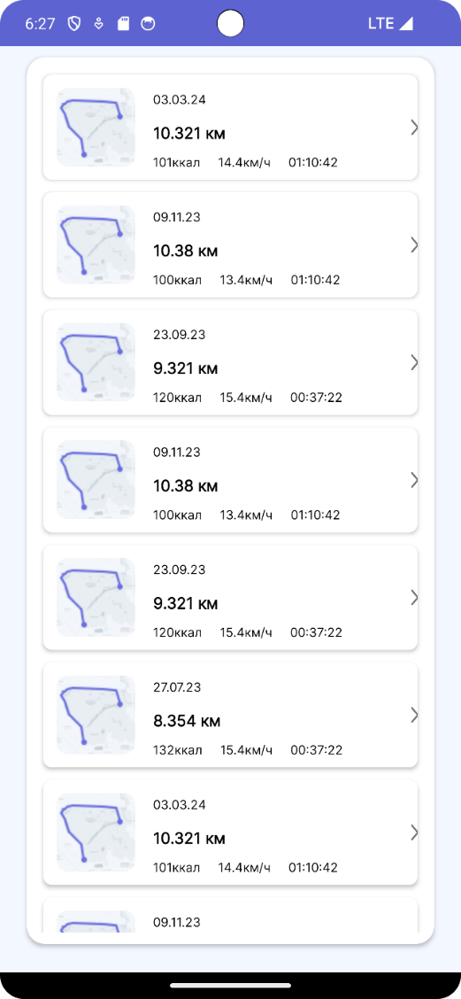 6:27 LTE
03.03.24
10.321 км
101ккал 14.4км/ч 01:10:42
09.11.23
10.38 км
100ккал 13.4км/ч 01:10:42
23.09.23
9.321 км
120ккал 15.4км/ч 00:37:22
09.11.23
10.38 км
100ккал 13.4км/ч 01:10:42
23.09.23
9.321 км
120ккал 15.4км/ч 00:37:22
27.07.23
8.354 км
132ккал 15.4км/ч 00:37:22
03.03.24
10.321 км
101ккал 14.4км/ч 01:10:42
09.11.23